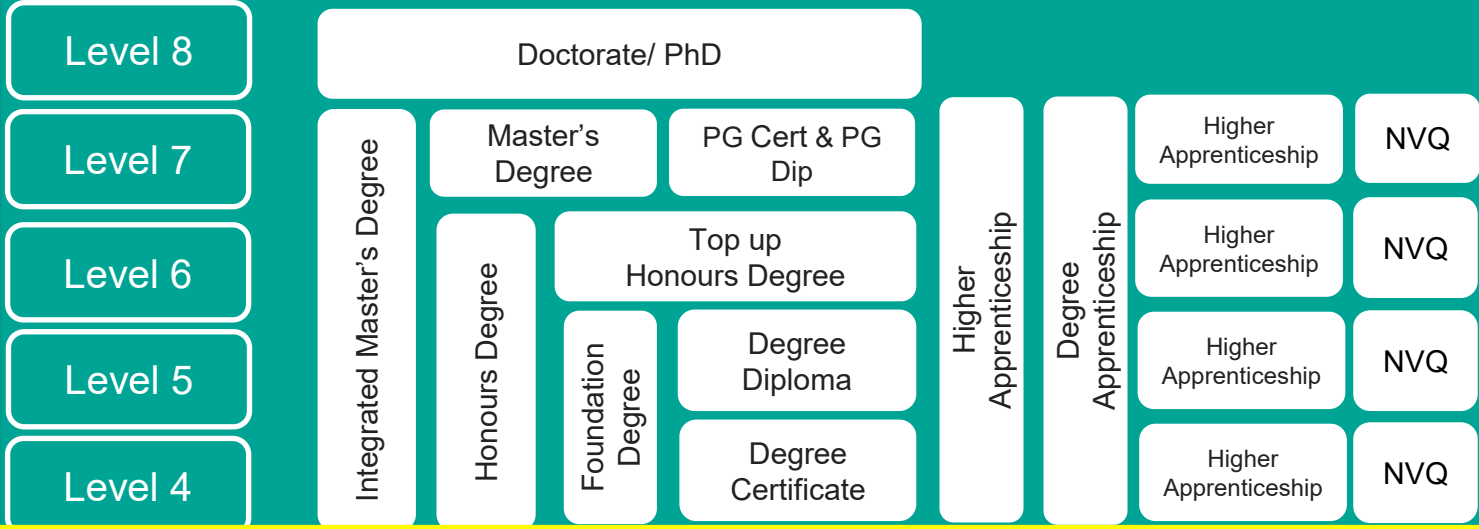 Level 8
Doctorate/ PhD
Level 7
Integrated Master's Degree
Master's
Degree
PG Cert & PG
Dip
Higher
Apprenticeship
Degree
Apprenticeship
Higher
Apprenticeship
NVQ
Level 6
Honours Degree
Top up
Honours Degree
Higher
Apprenticeship
NVQ
Level 5
Foundation
Degree
Degree
Diploma
Higher
Apprenticeship
NVQ
Level 4
Degree
Certificate
Higher
Apprenticeship
NVQ